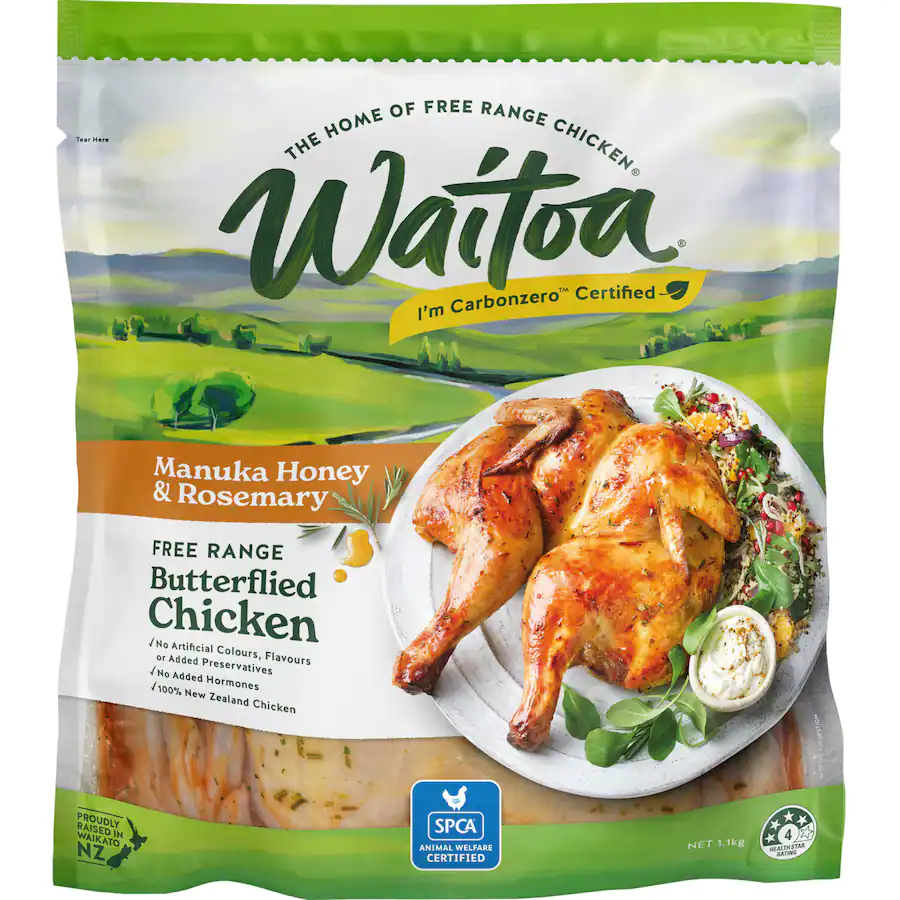 Tear Here
THE HOME OF FREE RANGE CHICKEN®
Waitoa®
I'm Carbonzero™ Certified
Manuka Honey
& Rosemary
FREE RANGE
Butterflied
Chicken
✓No Artificial Colours, Flavours
or Added Preservatives
✓No Added Hormones
✓100% New Zealand Chicken
PROUDLY
RAISED IN
WAIKATO
NZ
SPCA
ANIMAL WELFARE
CERTIFIED
NET 1.1kg
4
HEALTH STAR
RATING